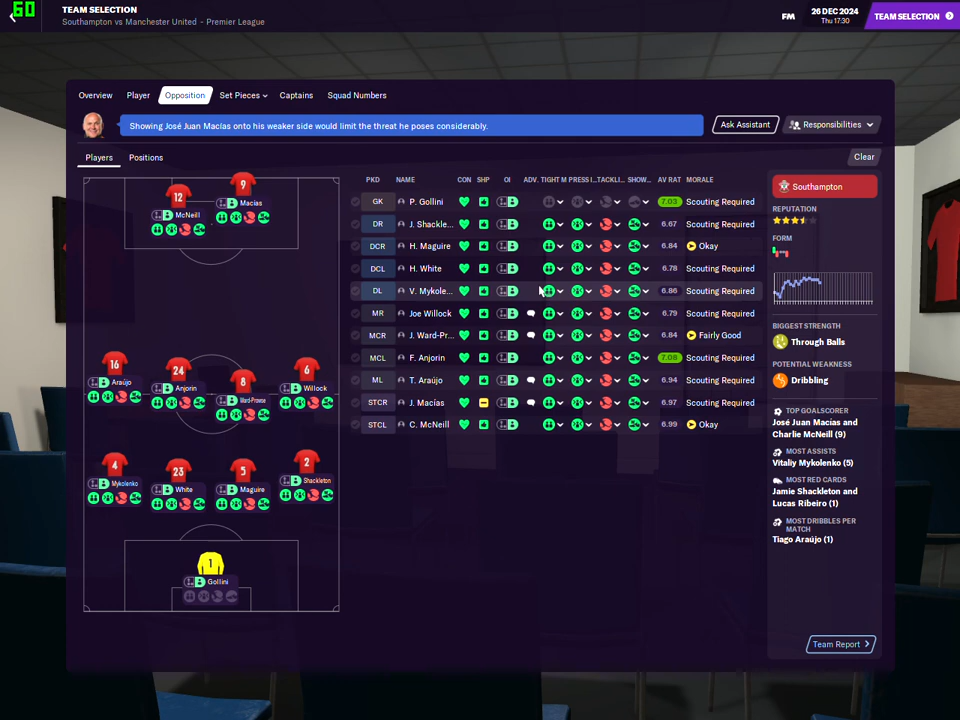 60
TEAM SELECTION
Southampton vs Manchester United - Premier League
FM
26 DEC 2024
Thu 17:30
TEAM SELECTION
Overview Player Opposition Set Pieces Captains Squad Numbers
Showing José Juan Macías onto his weaker side would limit the threat he poses considerably.
Ask Assistant
Responsibilities
Players Positions
Clear
12
McNeill
9
Macías
16
Araújo
24
Anjorin
8
Ward-Prowse
6
Willock
4
Mykolenko
23
White
5
Maguire
2
Shackleton
1
Gollini
PKD NAME CON SHP OI ADV. TIGHT M PRESS I... TACKLI... SHOW... AV RAT MORALE
GK P. Gollini 7.03 Scouting Required
DR J. Shackle... 6.67 Scouting Required
DCR H. Maguire 6.84 Okay
DCL H. White 6.78 Scouting Required
DL V. Mykole... 6.86 Scouting Required
MR Joe Willock 6.79 Scouting Required
MCR J. Ward-Pr... 6.84 Fairly Good
MCL F. Anjorin 7.08 Scouting Required
ML T. Araújo 6.94 Scouting Required
STCR J. Macías 6.97 Scouting Required
STCL C. McNeill 6.99 Okay
Southampton
REPUTATION
FORM
BIGGEST STRENGTH
Through Balls
POTENTIAL WEAKNESS
Dribbling
TOP GOALSCORER
José Juan Macías and
Charlie McNeill (9)
MOST ASSISTS
Vitaliy Mykolenko (5)
MOST RED CARDS
Jamie Shackleton and
Lucas Ribeiro (1)
MOST DRIBBLES PER
MATCH
Tiago Araújo (1)
Team Report